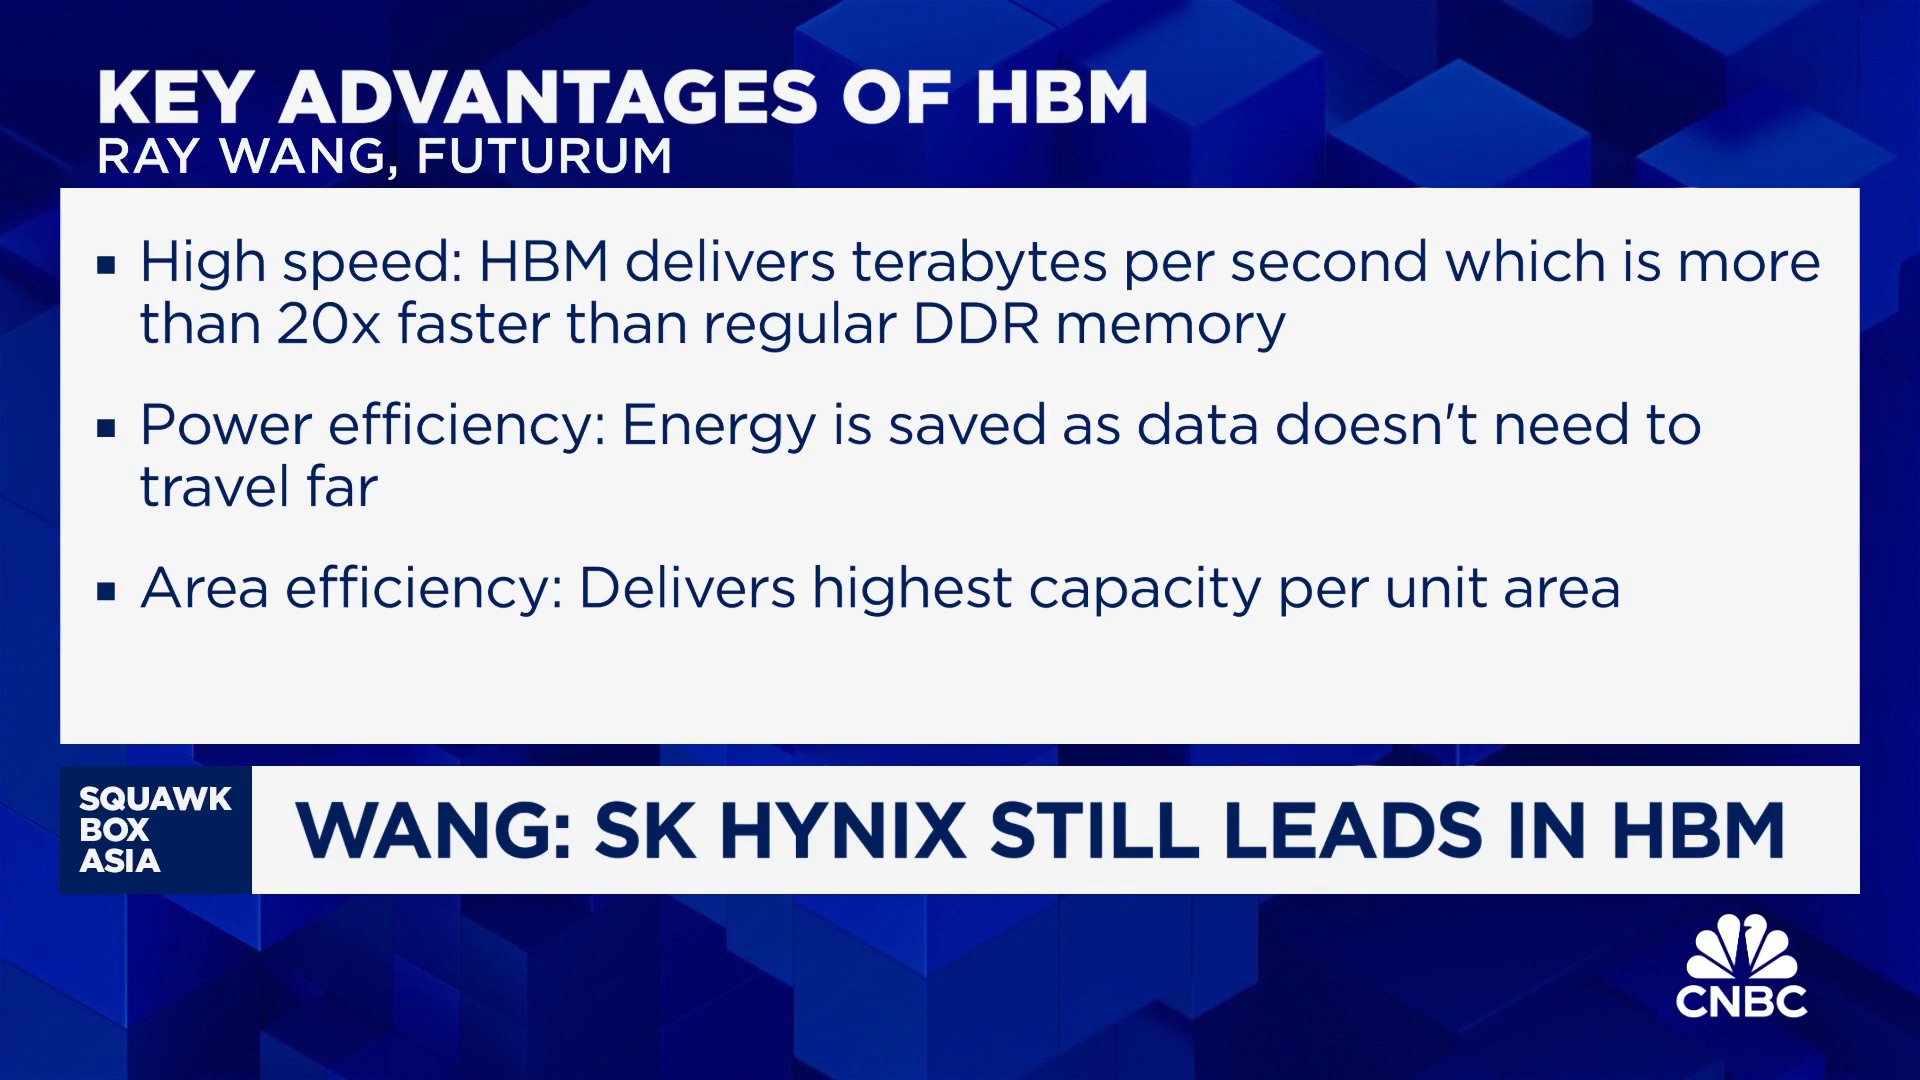 KEY ADVANTAGES OF HBM
RAY WANG, FUTURUM
▪ High speed: HBM delivers terabytes per second which is more
than 20x faster than regular DDR memory
▪ Power efficiency: Energy is saved as data doesn't need to
travel far
▪ Area efficiency: Delivers highest capacity per unit area
SQUAWK
BOX
ASIA
WANG: SK HYNIX STILL LEADS IN HBM
CNBC